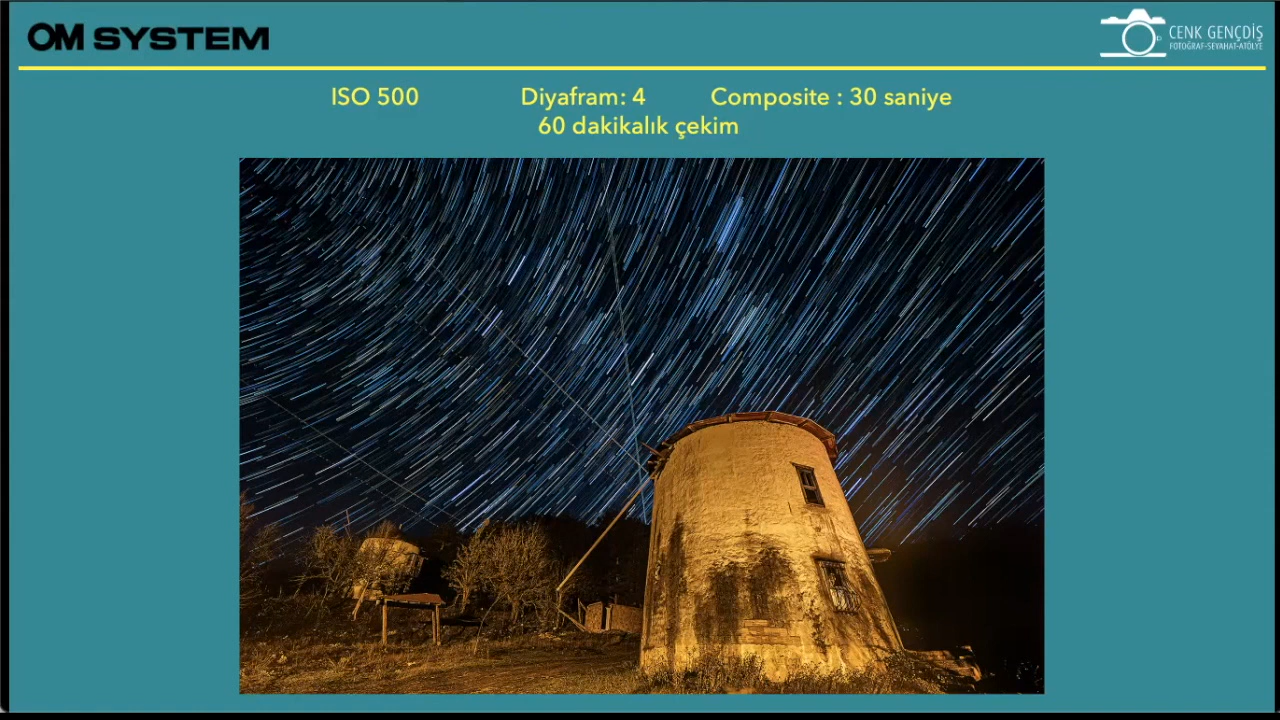 OM SYSTEM
CENK GENÇDİŞ
FOTOĞRAF-SEYAHAT-ATÖLYE
ISO 500 Diyafram: 4 Composite : 30 saniye
60 dakikalık çekim